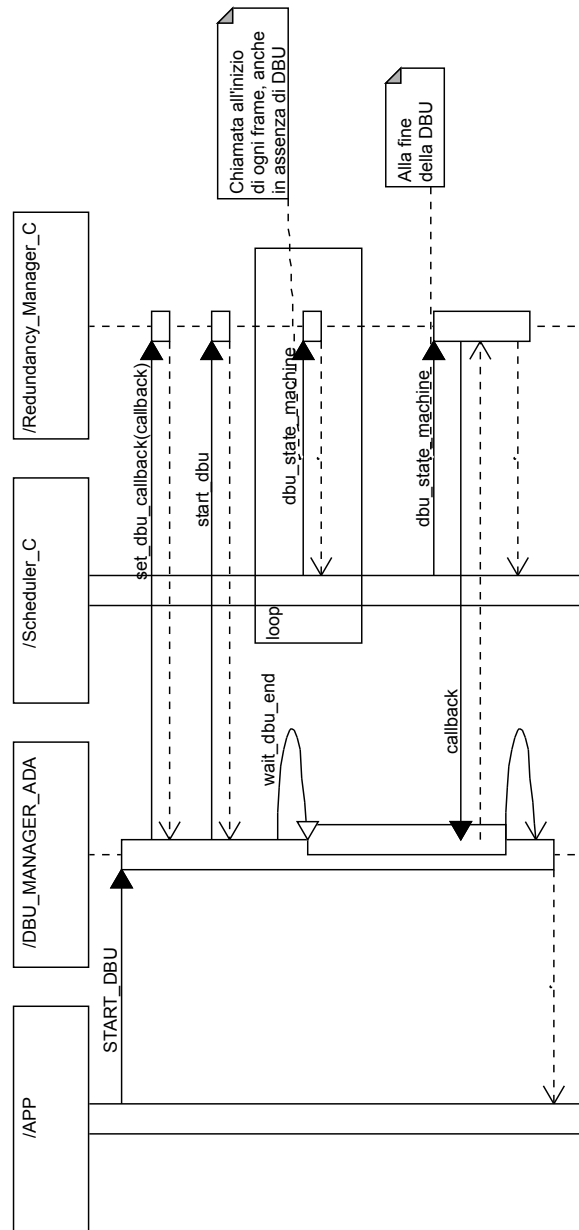 /APP
/DBU_MANAGER_ADA
/Scheduler_C
/Redundancy_Manager_C
START_DBU
set_dbu_callback(callback)
start_dbu
wait_dbu_end
loop
dbu_state_machine
Chiamata all'inizio
di ogni frame, anche
in assenza di DBU
dbu_state_machine
Alla fine
della DBU
callback